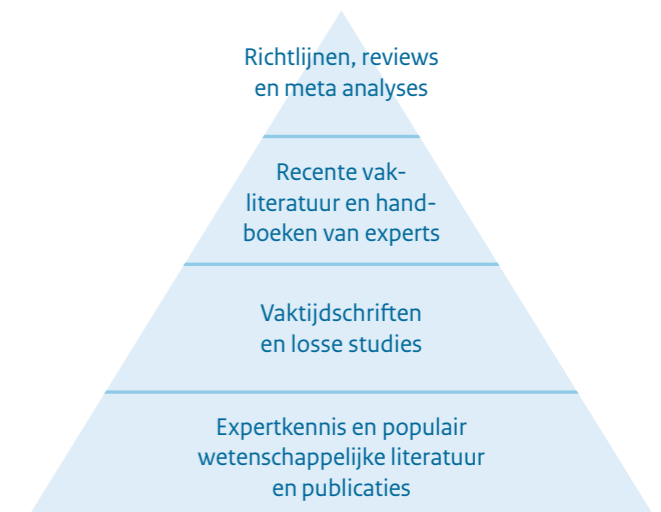 Richtlijnen, reviews
en meta analyses
Recente vak-
literatuur en hand-
boeken van experts
Vaktijdschriften
en losse studies
Expertkennis en populair
wetenschappelijke literatuur
en publicaties